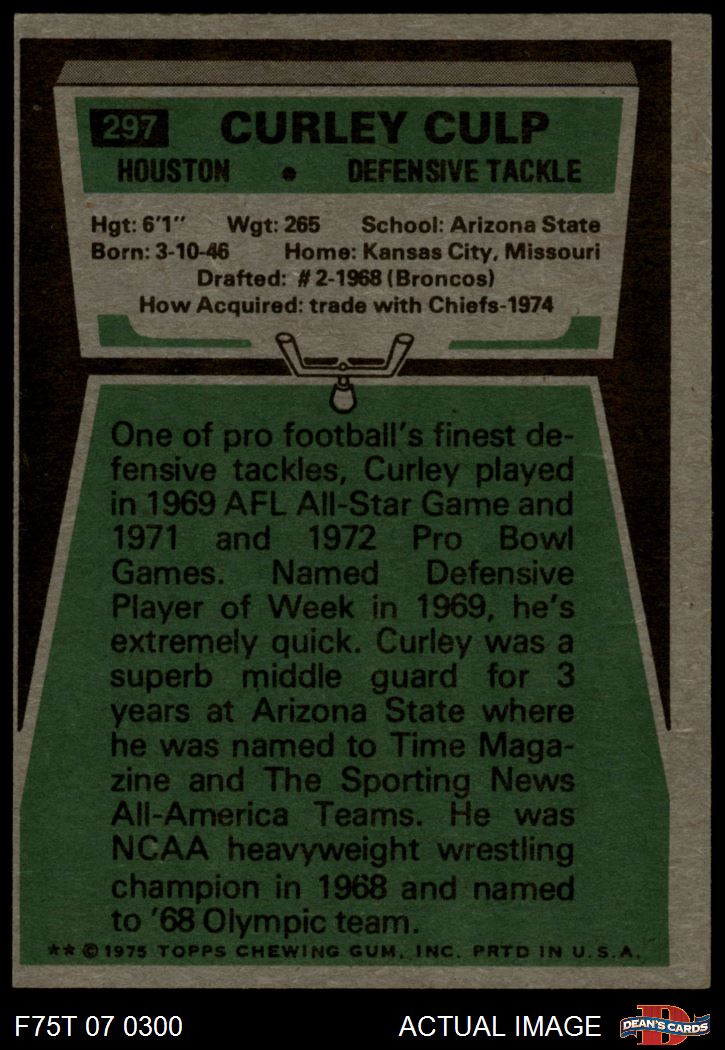 297 CURLEY CULP
HOUSTON • DEFENSIVE TACKLE
Hgt: 6'1" Wgt: 265 School: Arizona State
Born: 3-10-46 Home: Kansas City, Missouri
Drafted: #2-1968 (Broncos)
How Acquired: trade with Chiefs-1974
One of pro football's finest de-
fensive tackles, Curley played
in 1969 AFL All-Star Game and
1971 and 1972 Pro Bowl
Games. Named Defensive
Player of Week in 1969, he's
extremely quick. Curley was a
superb middle guard for 3
years at Arizona State where
he was named to Time Maga-
zine and The Sporting News
All-America Teams. He was
NCAA heavyweight wrestling
champion in 1968 and named
to '68 Olympic team.
**©1975 TOPPS CHEWING GUM, INC. PRTD IN U.S.A.
F75T 07 0300 ACTUAL IMAGE D DEAN'S CARDS